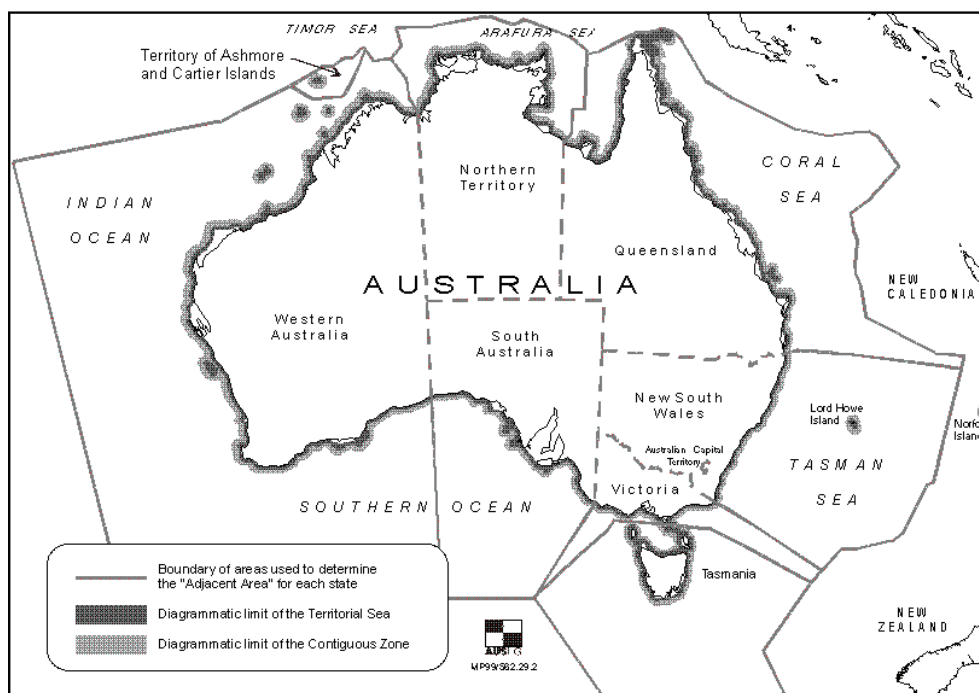 TIMOR SEA
ARAFURA SEA
Territory of Ashmore
and Cartier Islands
Northern
Territory
CORAL
SEA
INDIAN
OCEAN
Queensland
AUSTRALIA
NEW
CALEDONIA
Western
Australia
South
Australia
New South
Wales
Lord Howe
Island
Norfo
Island
Australian Capital
Territory
TASMAN
SEA
Victoria
SOUTHERN OCEAN
Tasmania
Boundary of areas used to determine
the "Adjacent Area" for each state
Diagrammatic limit of the Territorial Sea
Diagrammatic limit of the Contiguous Zone
NEW
ZEALAND
MP99/582.29.2